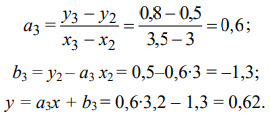 a₃ = (y₃ – y₂)/(x₃ – x₂) = (0,8 – 0,5)/(3,5 – 3) = 0,6;
b₃ = y₂– a₃ x₂ = 0,5–0,6·3 = –1,3;
y = a₃x + b₃ = 0,6·3,2 – 1,3 = 0,62.